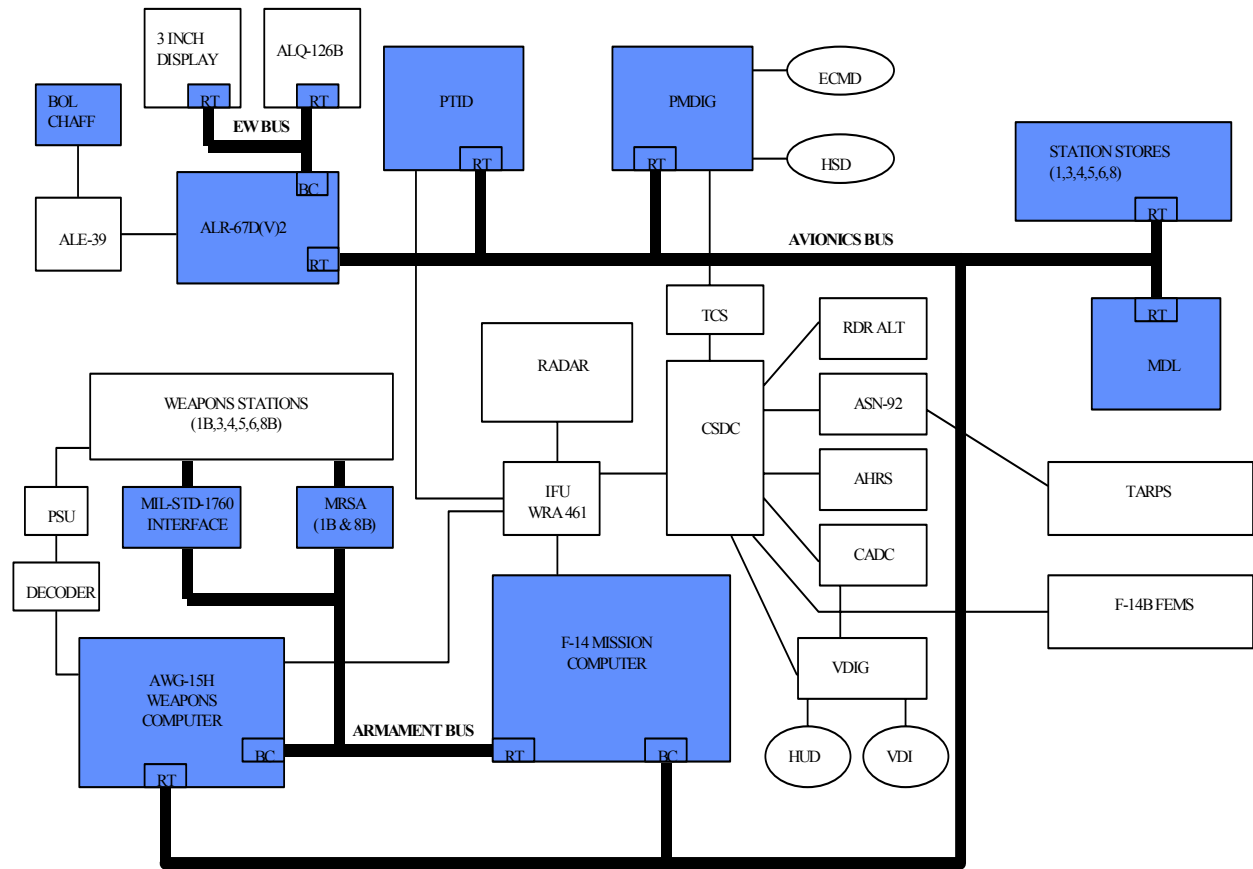 3 INCH
DISPLAY
RT
ALQ-126B
RT
PTID
RT
PMDIG
RT
ECMD
HSD
BOL
CHAFF
EW BUS
STATION STORES
(1,3,4,5,6,8)
RT
ALE-39
BC
ALR-67D(V)2
RT
AVIONICS BUS
TCS
RDR ALT
RT
MDL
RADAR
CSDC
ASN-92
WEAPONS STATIONS
(1B,3,4,5,6,8B)
AHRS
TARPS
PSU
MIL-STD-1760
INTERFACE
MRSA
(1B & 8B)
IFU
WRA 461
CADC
DECODER
F-14B FEMS
F-14 MISSION
COMPUTER
VDIG
AWG-15H
WEAPONS
COMPUTER
BC
RT
ARMAMENT BUS
RT
BC
HUD
VDI